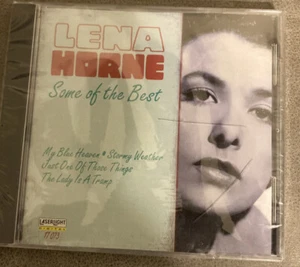 LENA
HORNE
Some of the Best
My Blue Heaven • Stormy Weather
Just One Of Those Things
The Lady Is A Tramp
LASERLIGHT
DIGITAL